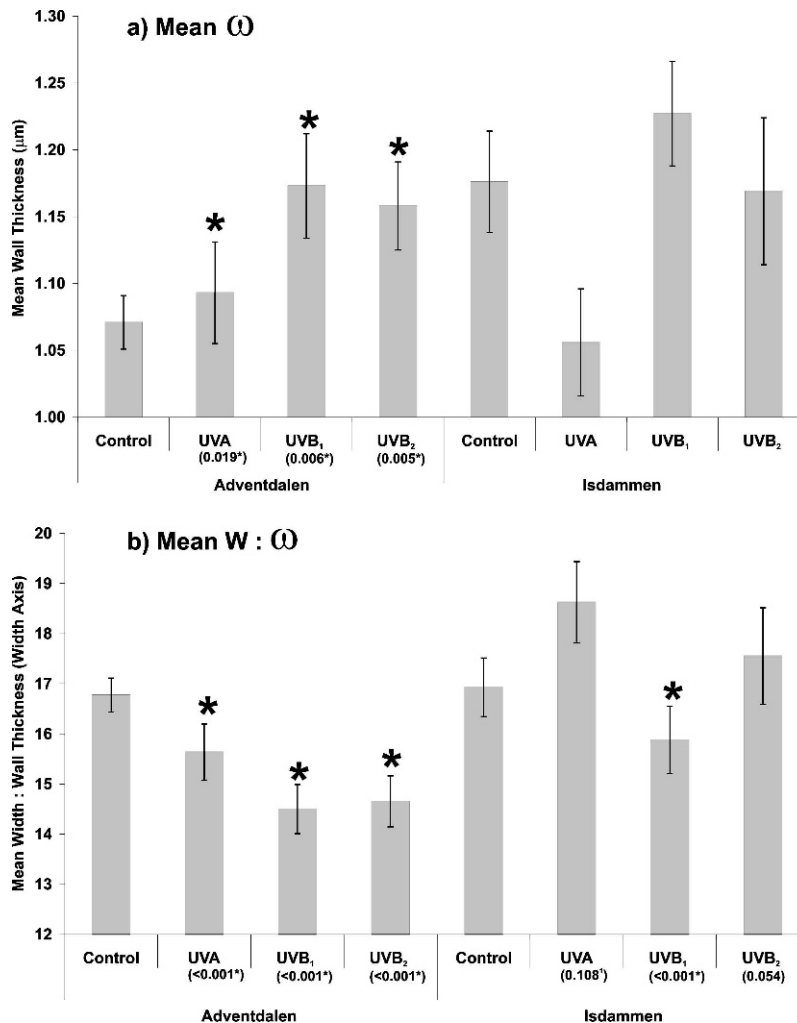 a) Mean ω
Mean Wall Thickness (μm)
1.30
1.25
1.20
1.15
1.10
1.05
1.00
*
*
*
Control UVA UVB₁ UVB₂ Control UVA UVB₁ UVB₂
(0.019*) (0.006*) (0.005*)
Adventdalen Isdammen
b) Mean W : ω
Mean Width : Wall Thickness (Width Axis)
20
19
18
17
16
15
14
13
12
*
*
*
*
Control UVA UVB₁ UVB₂ Control UVA UVB₁ UVB₂
(<0.001*) (<0.001*) (<0.001*) (0.108¹) (<0.001*) (0.054)
Adventdalen Isdammen